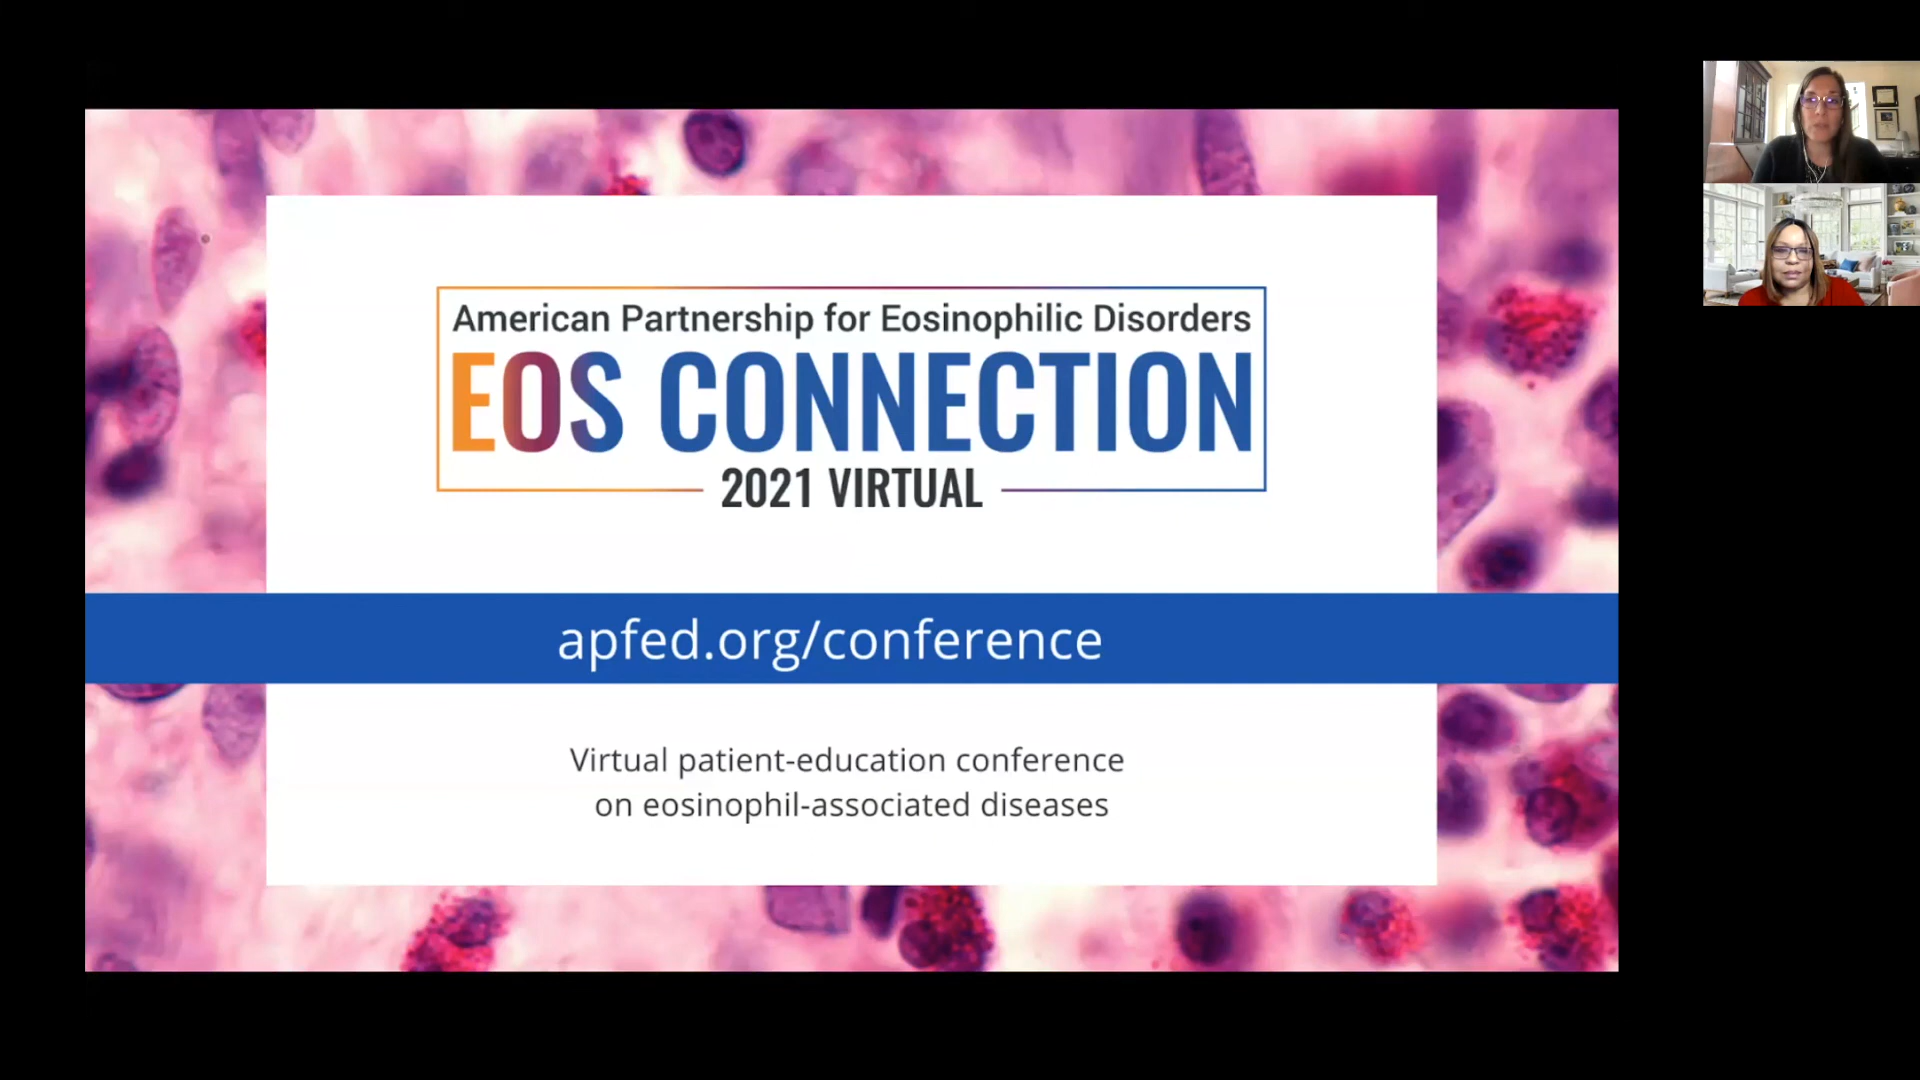 American Partnership for Eosinophilic Disorders
EOS CONNECTION
2021 VIRTUAL
apfed.org/conference
Virtual patient-education conference
on eosinophil-associated diseases